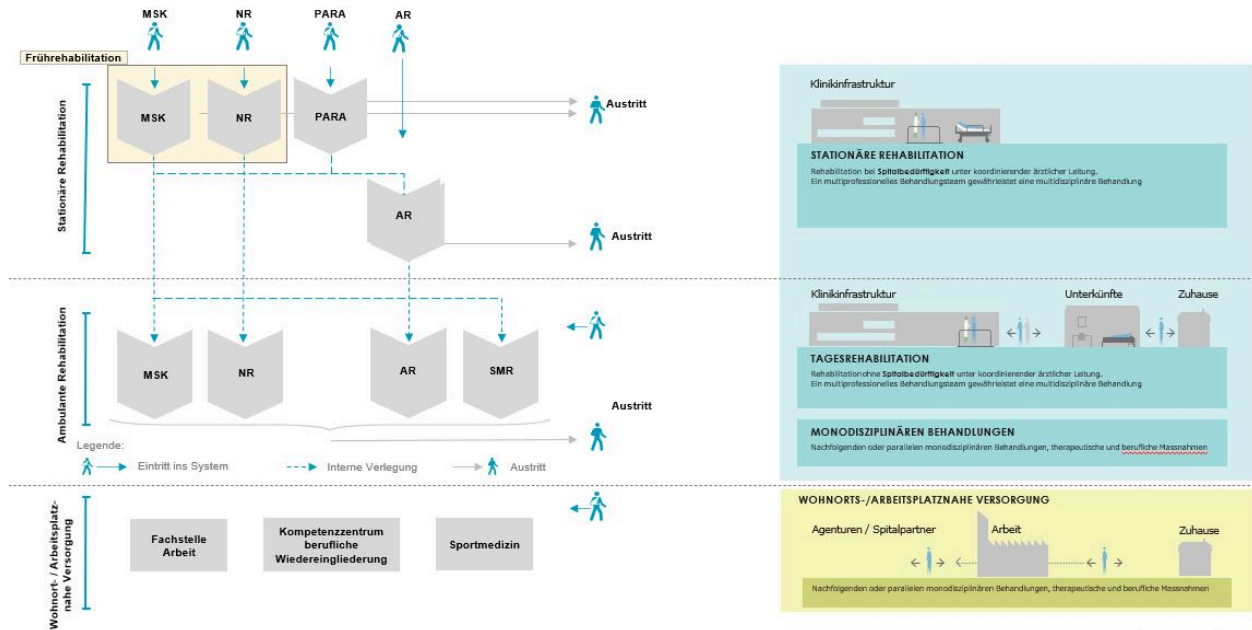 MSK
NR
PARA
AR
Frührehabilitation
MSK
NR
PARA
Austritt
Stationäre Rehabilitation
AR
Austritt
Ambulante Rehabilitation
MSK
NR
AR
SMR
Austritt
Legende:
Eintritt ins System
Interne Verlegung
Austritt
Wohnort- / Arbeitsplatz-
nahe Versorgung
Fachstelle
Arbeit
Kompetenzzentrum
berufliche
Wiedereingliederung
Sportmedizin
Klinikinfrastruktur
STATIONÄRE REHABILITATION
Rehabilitation bei Spitalbedürftigkeit unter koordinierender ärztlicher Leitung.
Ein multiprofessionelles Behandlungsteam gewährleistet eine multidisziplinäre Behandlung
Klinikinfrastruktur
Unterkünfte
Zuhause
TAGESREHABILITATION
Rehabilitation ohne Spitalbedürftigkeit unter koordinierender ärztlicher Leitung.
Ein multiprofessionelles Behandlungsteam gewährleistet eine multidisziplinäre Behandlung
MONODISZIPLINÄREN BEHANDLUNGEN
Nachfolgenden oder parallelen monodisziplinären Behandlungen, therapeutische und berufliche Massnahmen
WOHNORTS-/ARBEITSPLATZNAHE VERSORGUNG
Agenturen / Spitalpartner
Arbeit
Zuhause
Nachfolgenden oder parallelen monodisziplinären Behandlungen, therapeutische und berufliche Massnahmen